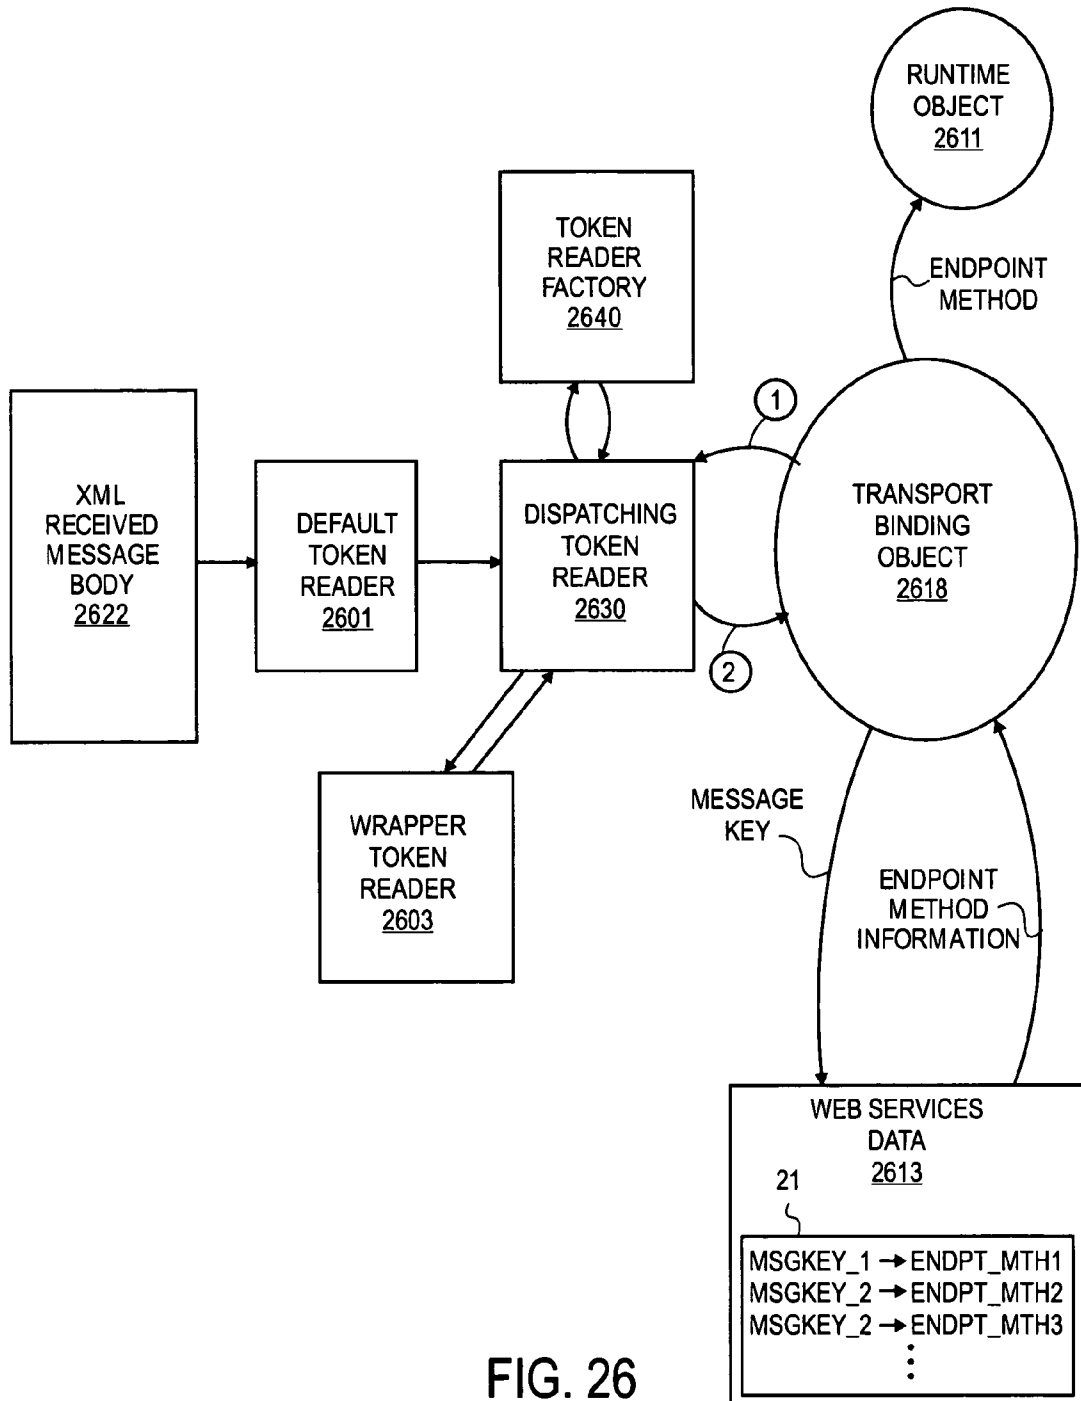 RUNTIME
OBJECT
2611
ENDPOINT
METHOD
TOKEN
READER
FACTORY
2640
1
XML
RECEIVED
MESSAGE
BODY
2622
DEFAULT
TOKEN
READER
2601
DISPATCHING
TOKEN
READER
2630
TRANSPORT
BINDING
OBJECT
2618
2
WRAPPER
TOKEN
READER
2603
MESSAGE
KEY
ENDPOINT
METHOD
INFORMATION
WEB SERVICES
DATA
2613
21
MSGKEY_1 → ENDPT_MTH1
MSGKEY_2 → ENDPT_MTH2
MSGKEY_2 → ENDPT_MTH3
FIG. 26